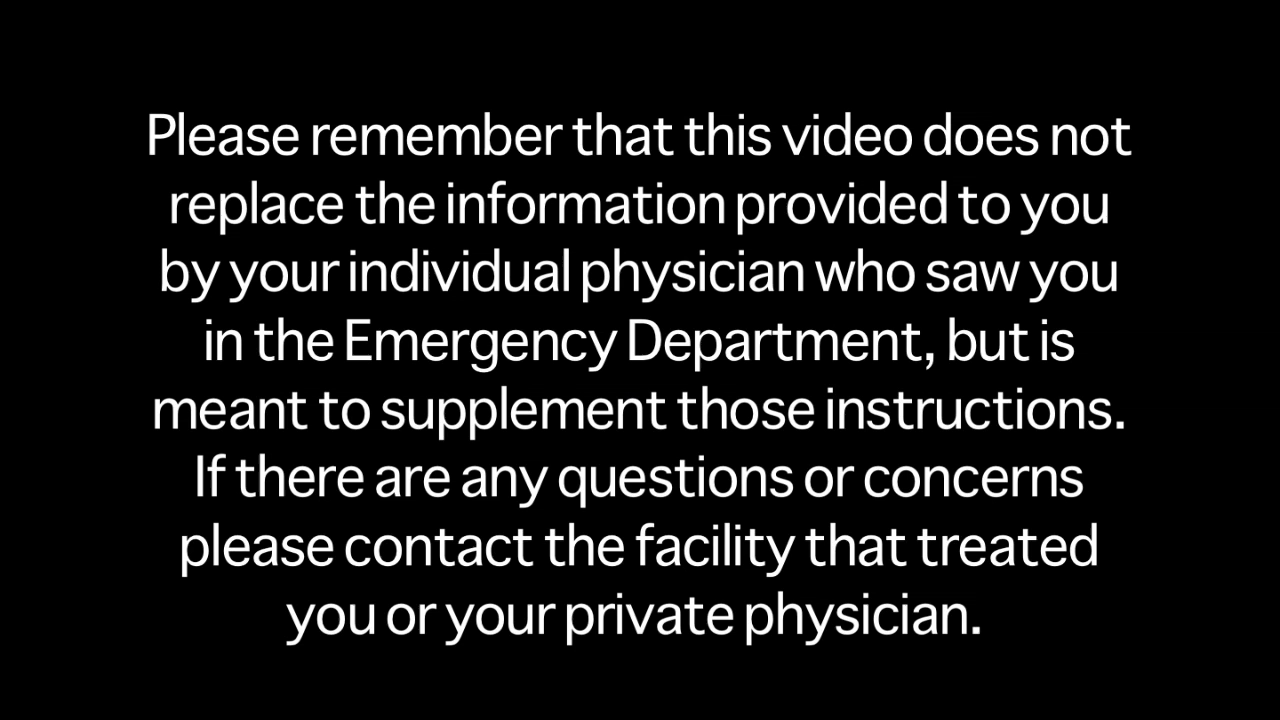 Please remember that this video does not
replace the information provided to you
by your individual physician who saw you
in the Emergency Department, but is
meant to supplement those instructions.
If there are any questions or concerns
please contact the facility that treated
you or your private physician.